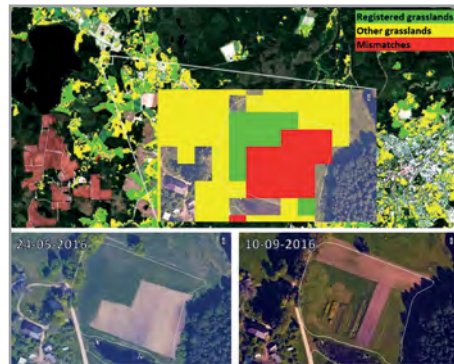 Registered grasslands
Other grasslands
Mismatches
24-05-2016
10-09-2016